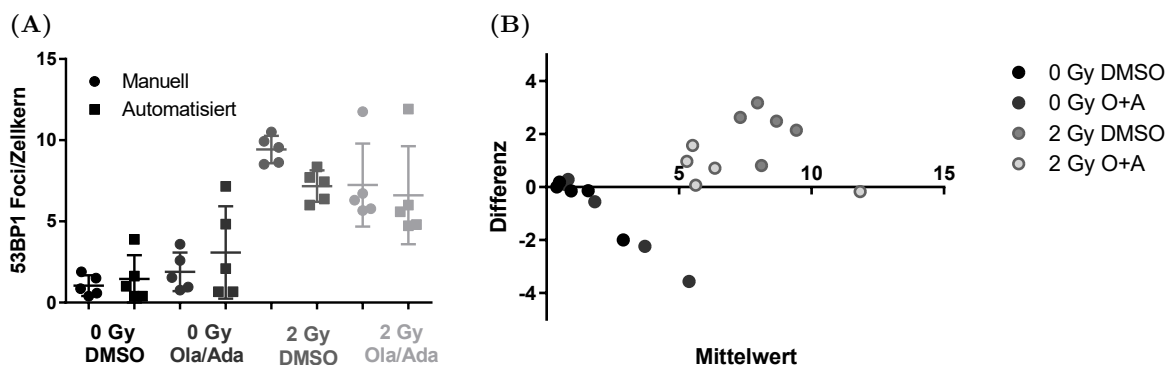 (A)
53BP1 Foci/Zellkern
15
10
5
0
Manuell
Automatisiert
0 Gy
DMSO
0 Gy
Ola/Ada
2 Gy
DMSO
2 Gy
Ola/Ada
(B)
Differenz
4
2
0
-2
-4
5
10
15
Mittelwert
0 Gy DMSO
0 Gy O+A
2 Gy DMSO
2 Gy O+A